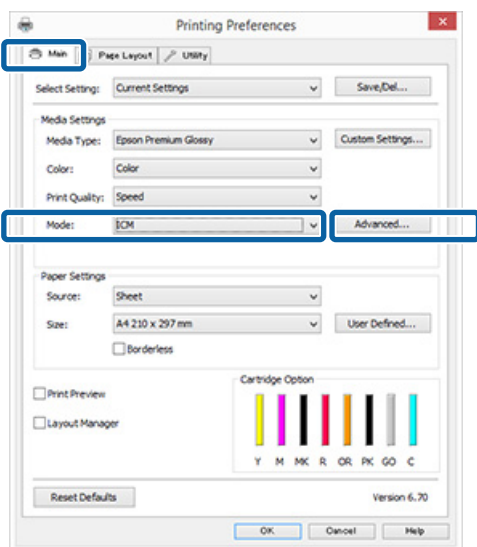 Printing Preferences
Main Page Layout Utility
Select Setting: Current Settings Save/Del...
Media Settings
Media Type: Epson Premium Glossy Custom Settings...
Color: Color
Print Quality: Speed
Mode: ICM Advanced...
Paper Settings
Source: Sheet
Size: A4 210 x 297 mm User Defined...
Borderless
Print Preview
Layout Manager
Cartridge Option
Y M MK R OR PK GO C
Reset Defaults Version 6.70
OK Cancel Help